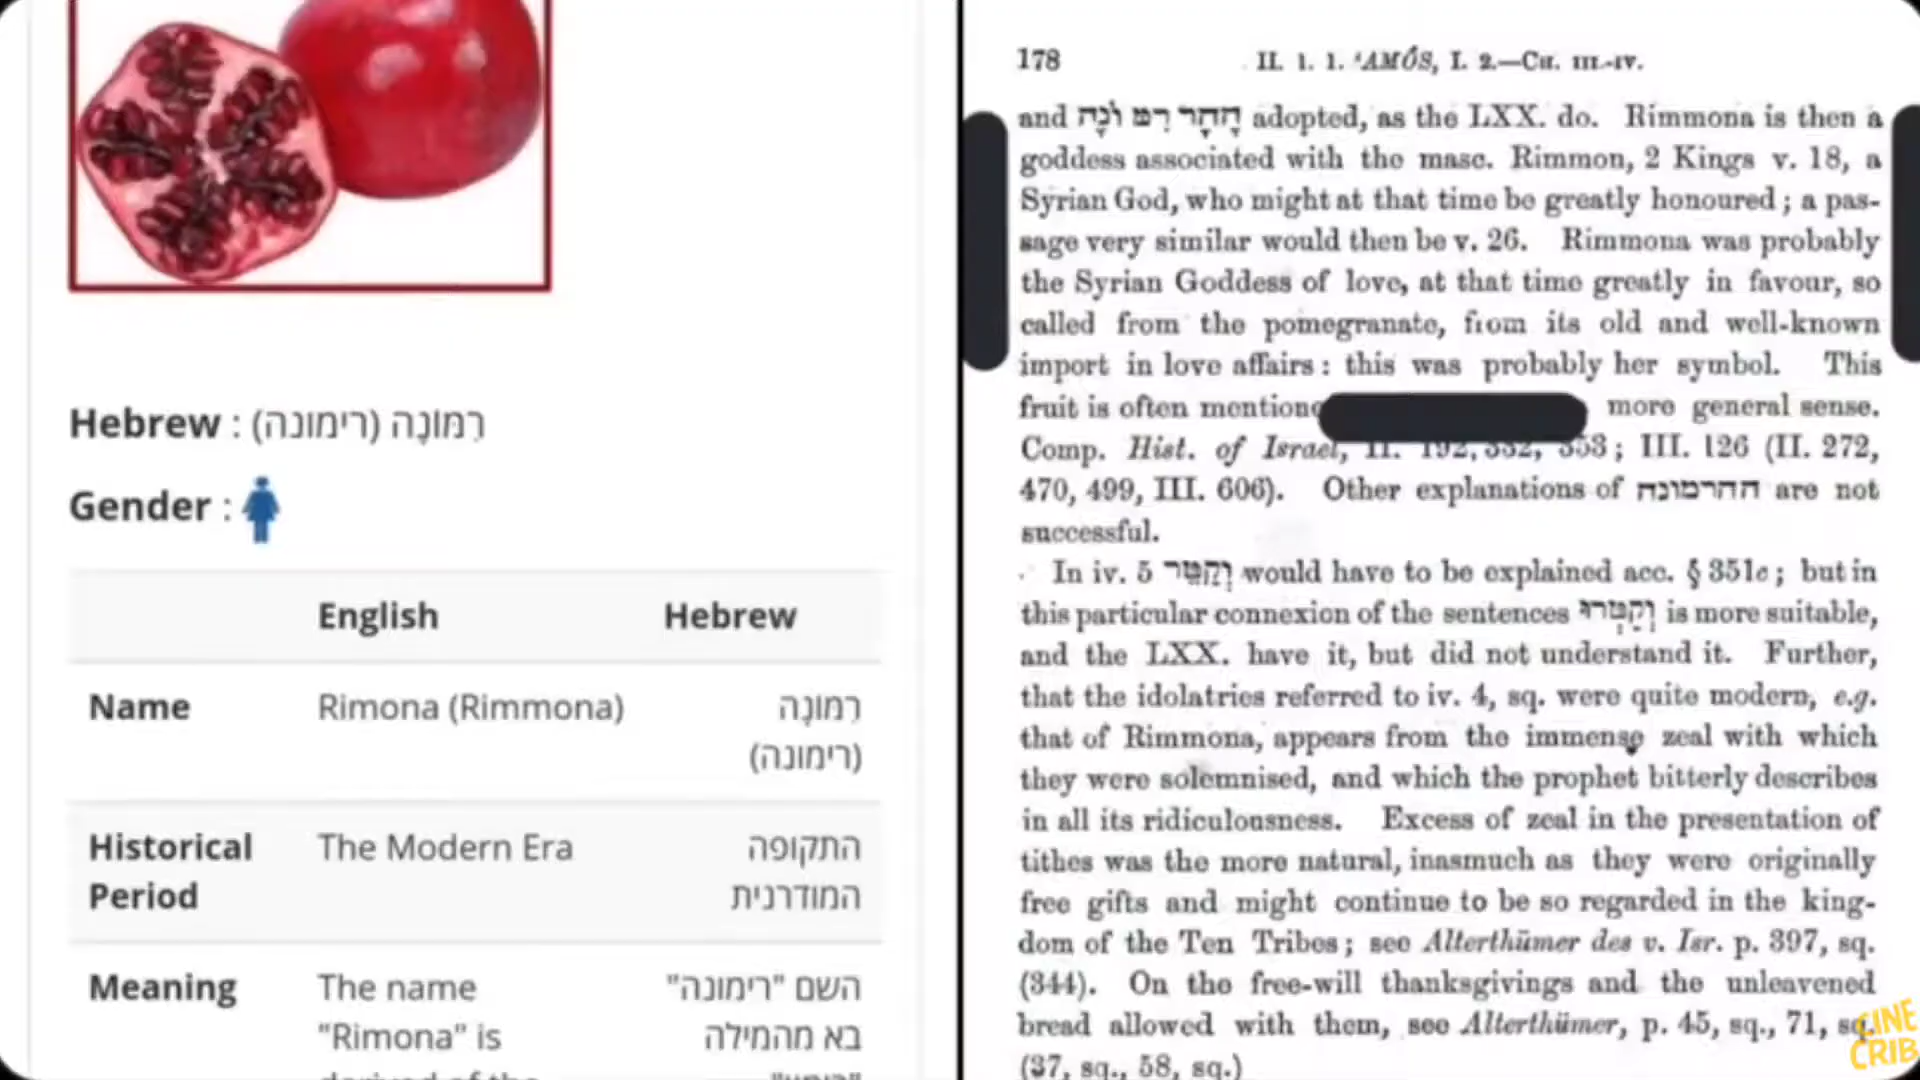 Hebrew : רִמּוֹנָה (רימונה)
Gender :
English Hebrew
Name Rimona (Rimmona) רִמּוֹנָה
(רימונה)
Historical The Modern Era התקופה
Period המודרנית
Meaning The name השם "רימונה"
"Rimona" is בא מהמילה
178 II. 1. 1. ʿAMÓS, I. 2.—CH. III.-IV.
and adopted, as the LXX. do. Rimmona is then a
goddess associated with the masc. Rimmon, 2 Kings v. 18, a
Syrian God, who might at that time be greatly honoured ; a pas-
sage very similar would then be v. 26. Rimmona was probably
the Syrian Goddess of love, at that time greatly in favour, so
called from the pomegranate, from its old and well-known
import in love affairs : this was probably her symbol. This
fruit is often more general sense.
Comp. Hist. of Israel, II. 192, 332, 353 ; III. 126 (II. 272,
470, 499, III. 606). Other explanations of ההרמונה are not
successful.
In iv. 5 וְקַטֵּר would have to be explained acc. § 351c ; but in
this particular connexion of the sentences is more suitable,
and the LXX. have it, but did not understand it. Further,
that the idolatries referred to iv. 4, sq. were quite modern, e.g.
that of Rimmona, appears from the immense zeal with which
they were solemnised, and which the prophet bitterly describes
in all its ridiculousness. Excess of zeal in the presentation of
tithes was the more natural, inasmuch as they were originally
free gifts and might continue to be so regarded in the king-
dom of the Ten Tribes ; see Alterthümer des v. Isr. p. 397, sq.
(344). On the free-will thanksgivings and the unleavened
bread allowed with them, see Alterthümer, p. 45, sq., 71, sq.
(37, sq., 58, sq.)
CINE
CRIB